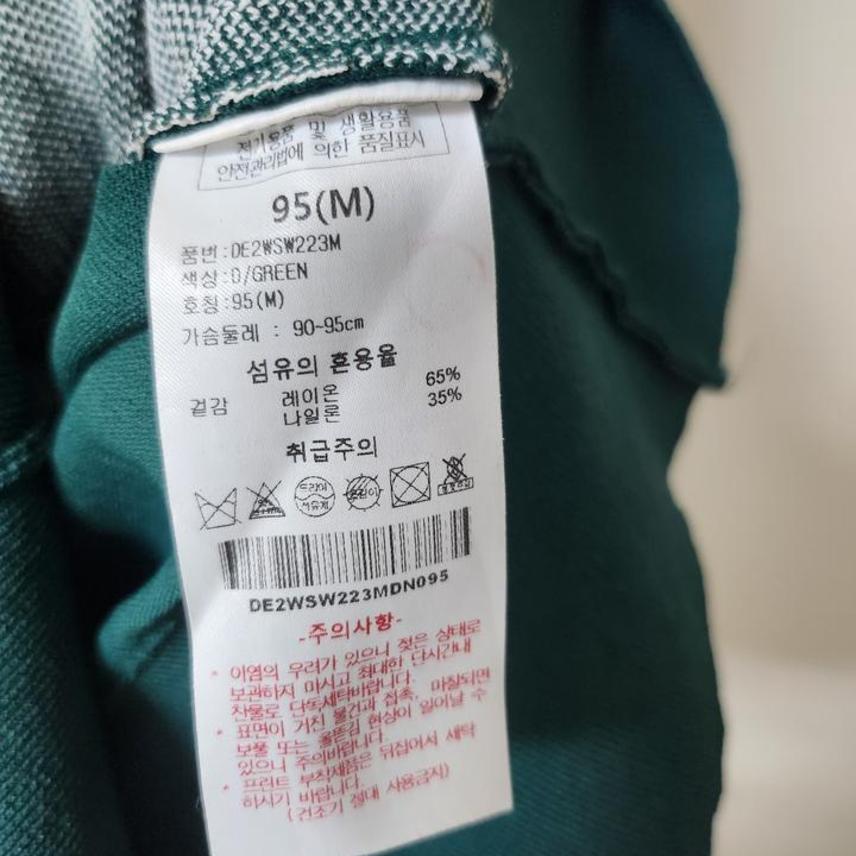 전기용품 및 생활용품
안전관리법에 의한 품질표시
95(M)
품번:DE2WSW223M
색상:D/GREEN
호칭:95(M)
가슴둘레 : 90~95cm
섬유의 혼용율
겉감 레이온 65%
나일론 35%
취급주의
드라이
석유계
DE2WSW223MDN095
-주의사항-
* 이염의 우려가 있으니 젖은 상태로
보관하지 마시고 최대한 단시간내
찬물로 단독세탁바랍니다.
* 표면이 거친 물건과 접촉, 마찰되면
보풀 또는 올뜯김 현상이 일어날 수
있으니 주의바랍니다.
* 프린트 부착제품은 뒤집어서 세탁
하시기 바랍니다.
(건조기 절대 사용금지)